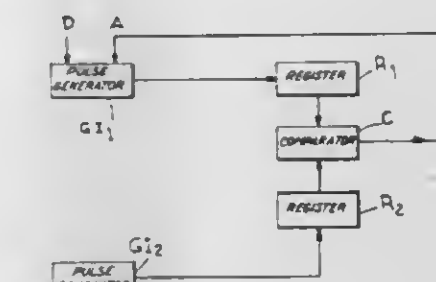 D A
PULSE
GENERATOR
GI1
REGISTER
R1
COMPARATOR
C
REGISTER
R2
GI2
PULSE